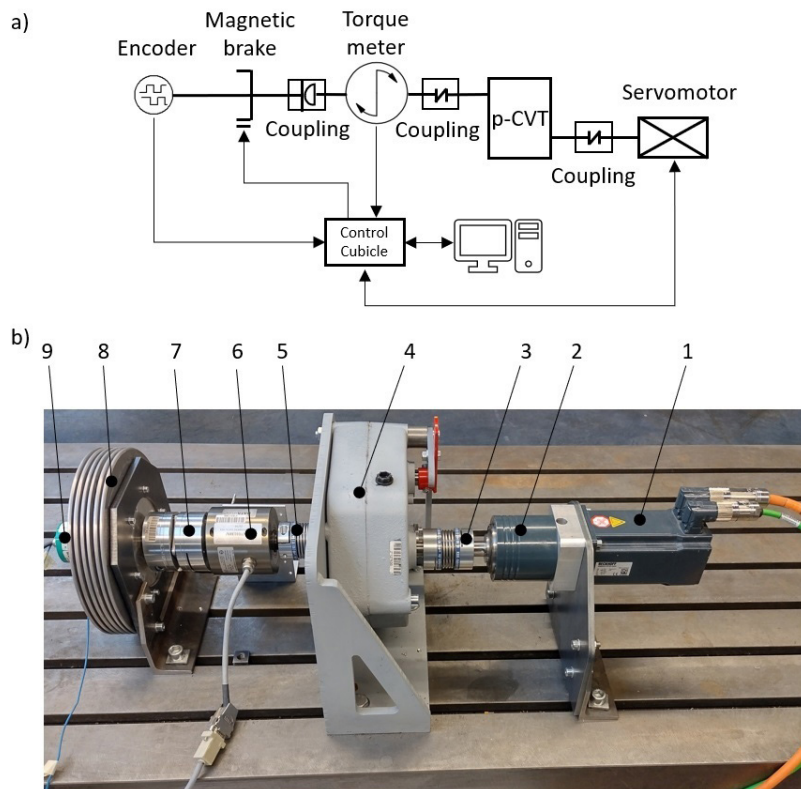 a)
Magnetic
brake
Torque
meter
Encoder
Servomotor
Coupling
Coupling
p-CVT
Coupling
Control
Cubicle
b)
9 8 7 6 5 4 3 2 1